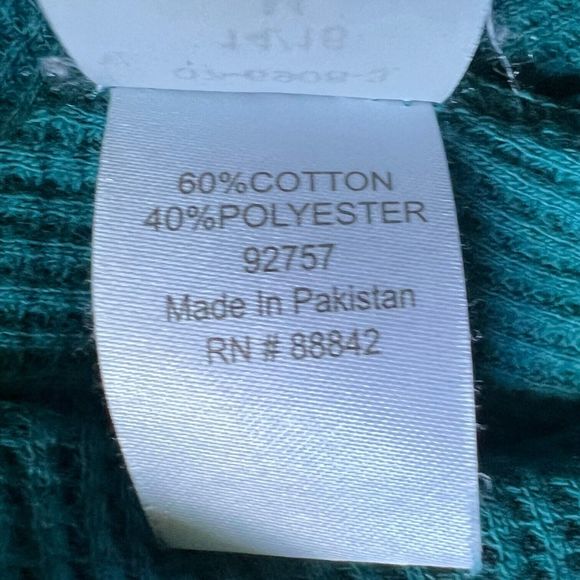 60%COTTON
40%POLYESTER
92757
Made In Pakistan
RN # 88842